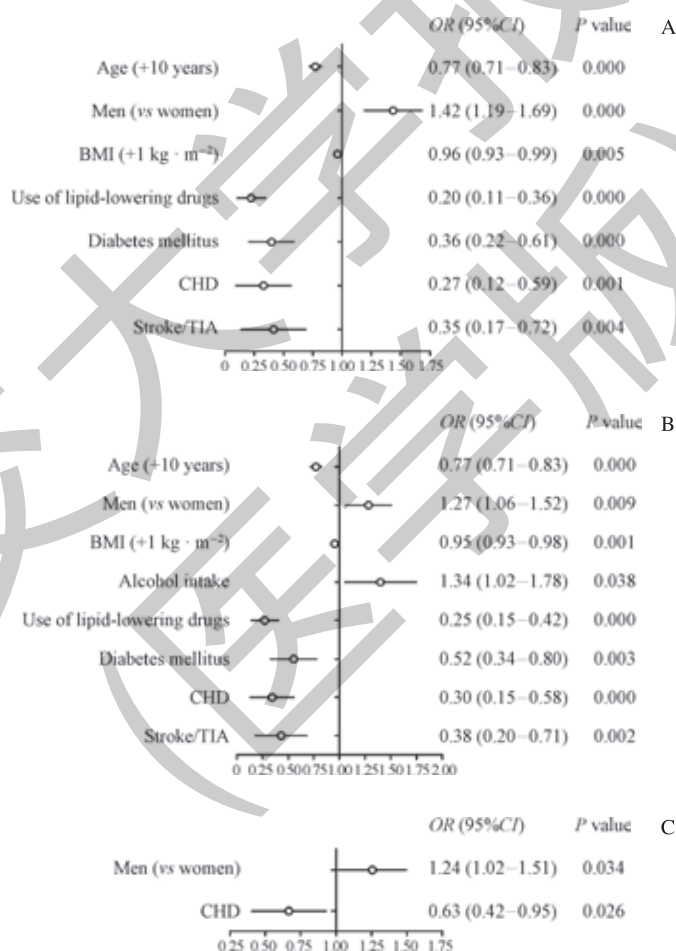 OR (95%CI) P value A
Age (+10 years) 0.77 (0.71–0.83) 0.000
Men (vs women) 1.42 (1.19–1.69) 0.000
BMI (+1 kg · m⁻²) 0.96 (0.93–0.99) 0.005
Use of lipid-lowering drugs 0.20 (0.11–0.36) 0.000
Diabetes mellitus 0.36 (0.22–0.61) 0.000
CHD 0.27 (0.12–0.59) 0.001
Stroke/TIA 0.35 (0.17–0.72) 0.004
0 0.25 0.50 0.75 1.00 1.25 1.50 1.75
OR (95%CI) P value B
Age (+10 years) 0.77 (0.71–0.83) 0.000
Men (vs women) 1.27 (1.06–1.52) 0.009
BMI (+1 kg · m⁻²) 0.95 (0.93–0.98) 0.001
Alcohol intake 1.34 (1.02–1.78) 0.038
Use of lipid-lowering drugs 0.25 (0.15–0.42) 0.000
Diabetes mellitus 0.52 (0.34–0.80) 0.003
CHD 0.30 (0.15–0.58) 0.000
Stroke/TIA 0.38 (0.20–0.71) 0.002
0 0.25 0.50 0.75 1.00 1.25 1.50 1.75 2.00
OR (95%CI) P value C
Men (vs women) 1.24 (1.02–1.51) 0.034
CHD 0.63 (0.42–0.95) 0.026
0.25 0.50 0.75 1.00 1.25 1.50 1.75
大学报
(医学版)